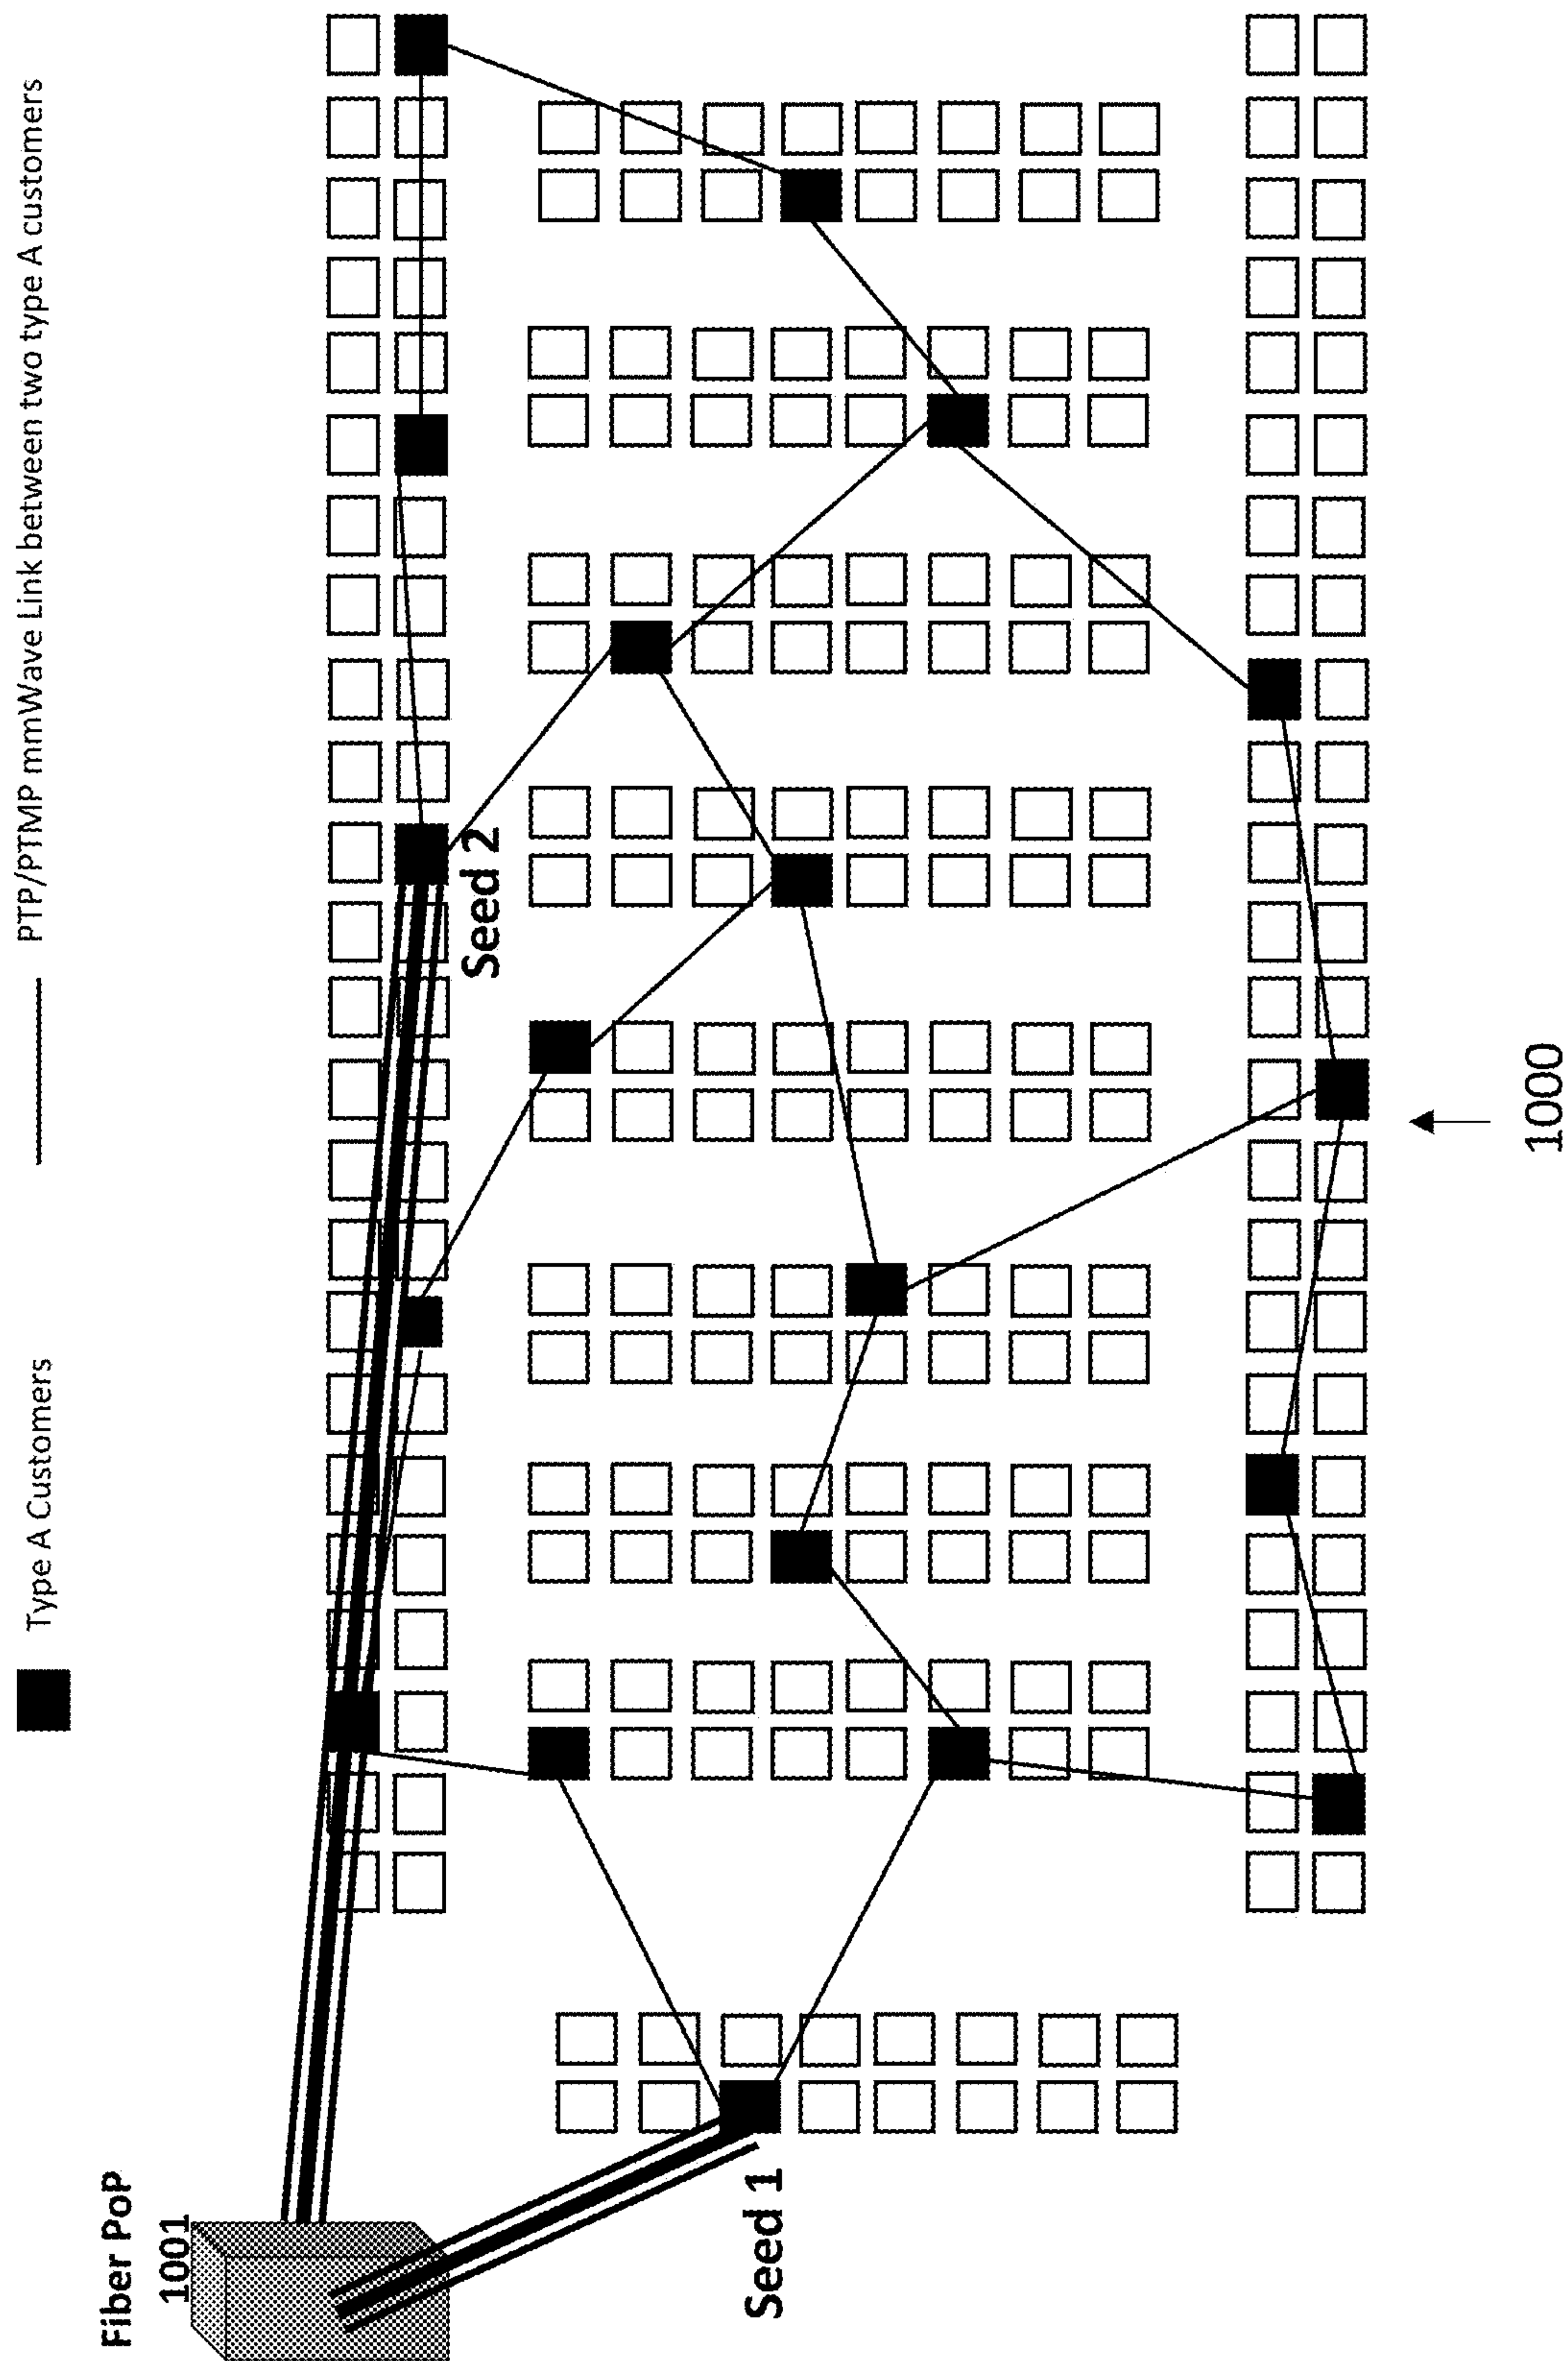 Type A Customers
PTP/PTMP mmWave Link between two type A customers
Fiber PoP
1001
Seed 1
Seed 2
1000